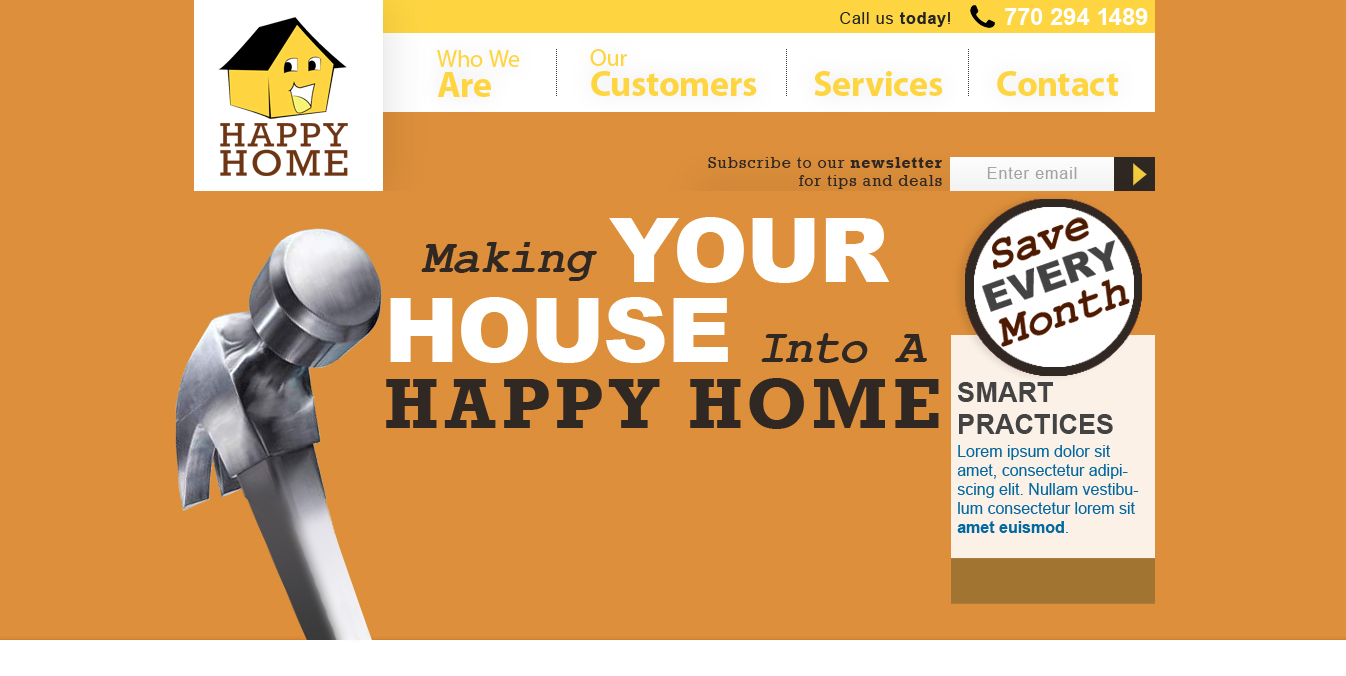 Call us today! 770 294 1489
Who We
Are
Our
Customers
Services
Contact
HAPPY
HOME
Subscribe to our newsletter
for tips and deals
Enter email
Making YOUR
HOUSE Into A
HAPPY HOME
Save
EVERY
Month
SMART
PRACTICES
Lorem ipsum dolor sit
amet, consectetur adipi-
scing elit. Nullam vestibu-
lum consectetur lorem sit
amet euismod.